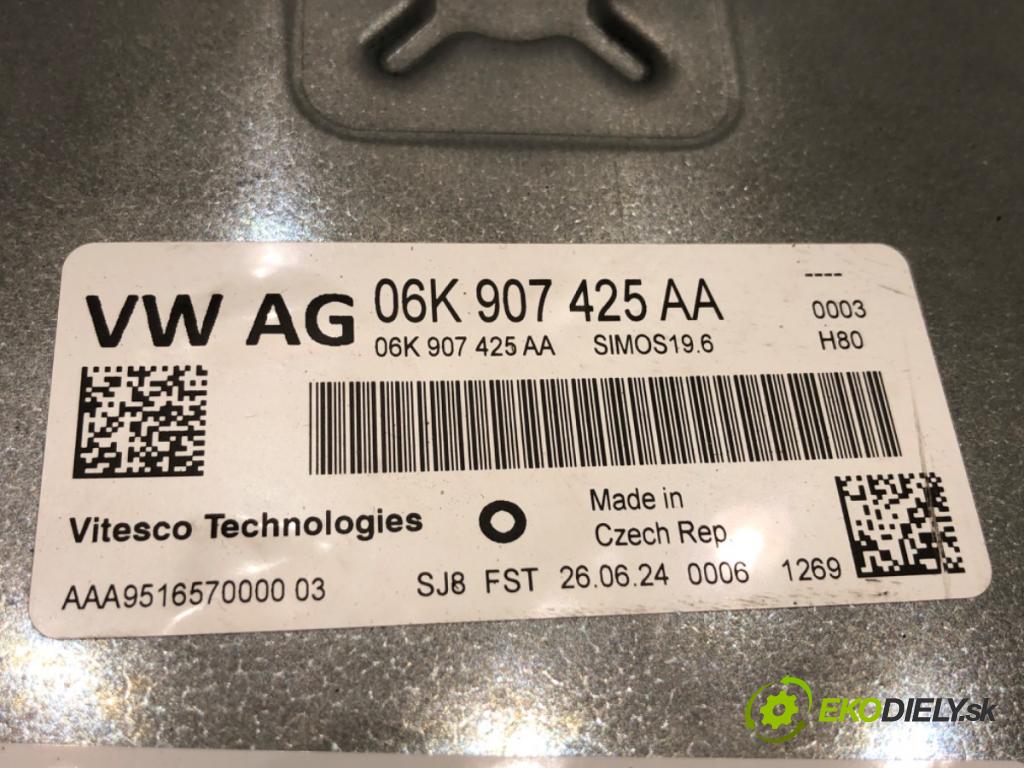 VW AG 06K 907 425 AA ----
06K 907 425 AA SIMOS19.6 0003
H80
Vitesco Technologies Made in
Czech Rep
AAA9516570000 03 SJ8 FST 26.06.24 0006 1269
EKODIELY.sk